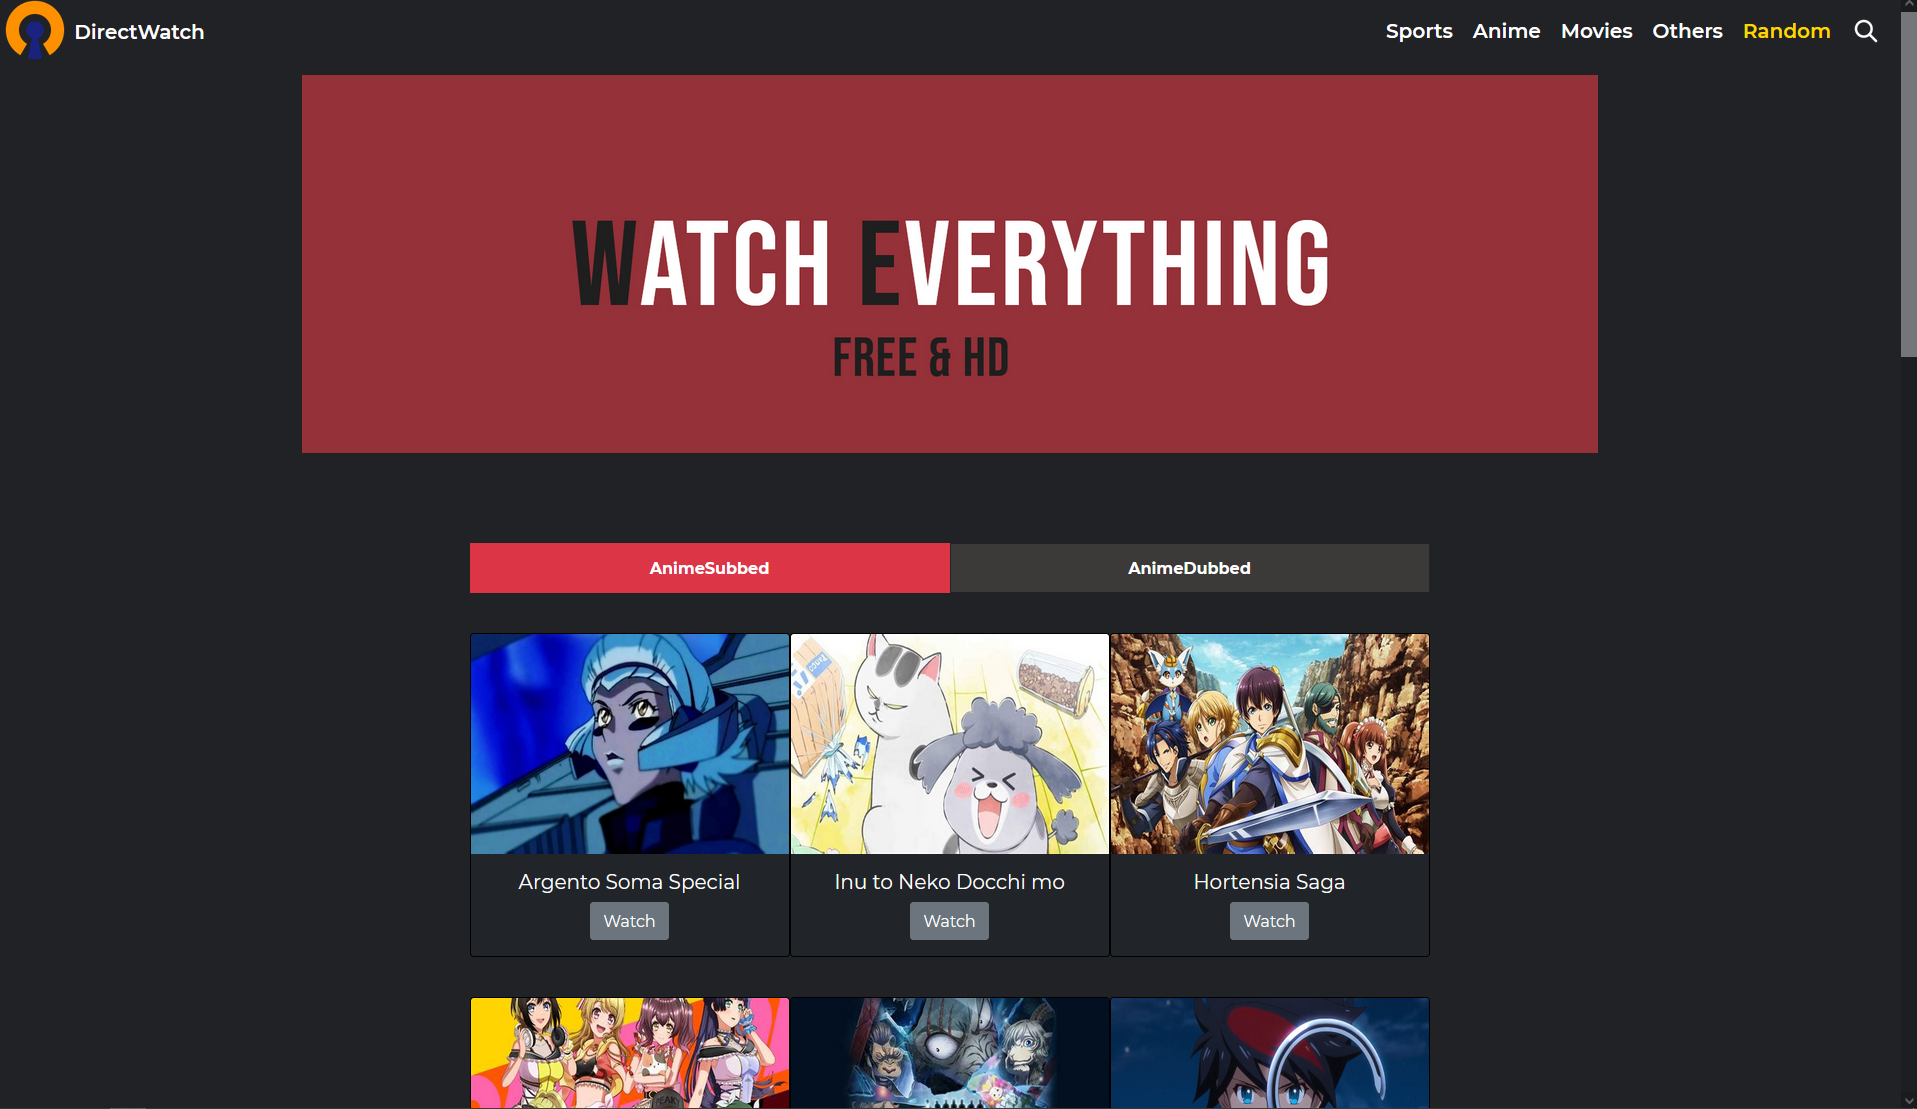 DirectWatch
Sports Anime Movies Others Random
WATCH EVERYTHING
FREE & HD
AnimeSubbed AnimeDubbed
Argento Soma Special Inu to Neko Docchi mo Hortensia Saga
Watch Watch Watch